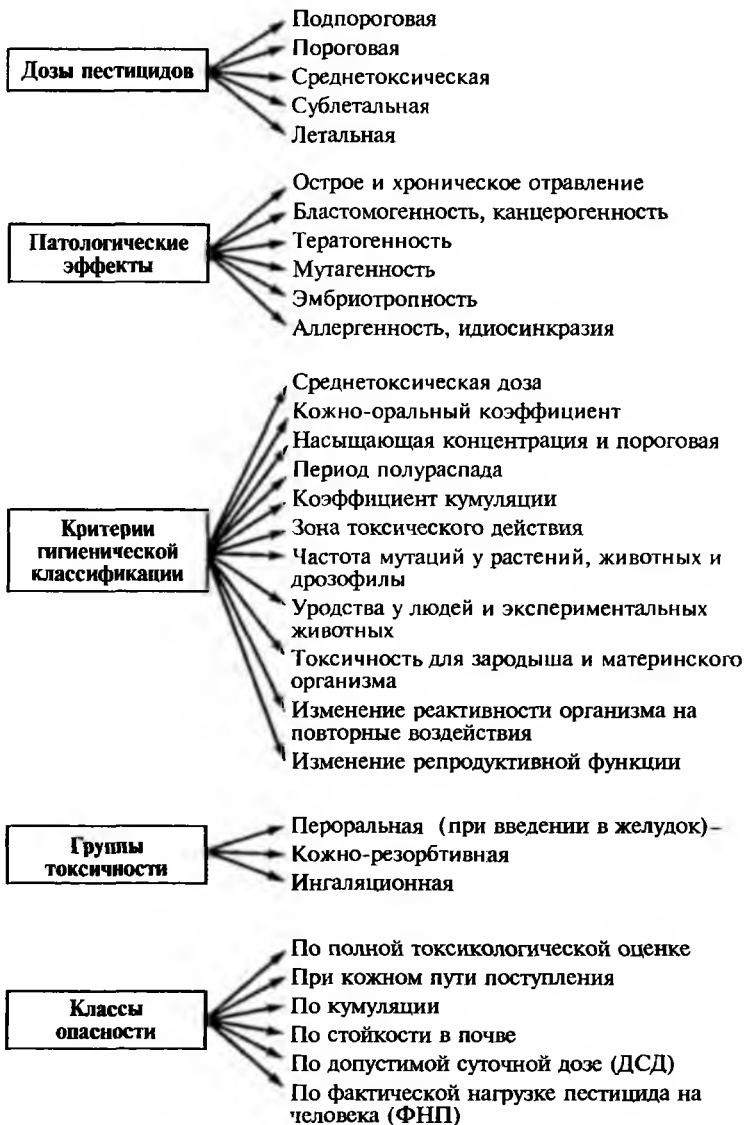 Дозы пестицидов
Подпороговая
Пороговая
Среднетоксическая
Сублетальная
Летальная
Патологические
эффекты
Острое и хроническое отравление
Бластомогенность, канцерогенность
Тератогенность
Мутагенность
Эмбриотропность
Аллергенность, идиосинкразия
Критерии
гигиенической
классификации
Среднетоксическая доза
Кожно-оральный коэффициент
Насыщающая концентрация и пороговая
Период полураспада
Коэффициент кумуляции
Зона токсического действия
Частота мутаций у растений, животных и
дрозофилы
Уродства у людей и экспериментальных
животных
Токсичность для зародыша и материнского
организма
Изменение реактивности организма на
повторные воздействия
Изменение репродуктивной функции
Группы
токсичности
Пероральная (при введении в желудок)–
Кожно-резорбтивная
Ингаляционная
Классы
опасности
По полной токсикологической оценке
При кожном пути поступления
По кумуляции
По стойкости в почве
По допустимой суточной дозе (ДСД)
По фактической нагрузке пестицида на
человека (ФНП)